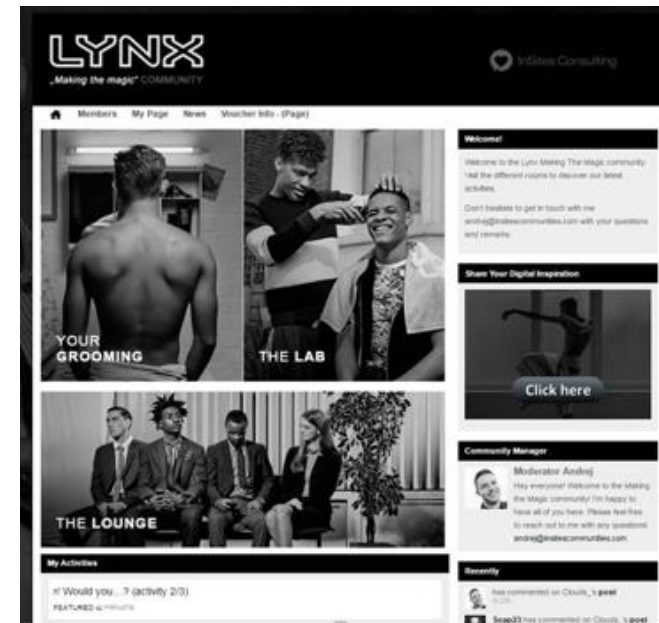 LYNX
„Making the magic" COMMUNITY
InSites Consulting
Members My Page News Voucher Info - (Page)
YOUR
GROOMING
THE LAB
THE LOUNGE
My Activities
Would you...? (activity 2/3)
FEATURED
PRIVATE
Welcome!
Welcome to the Lynx Making The Magic community.
Visit the different rooms to discover our latest
activities.
Don't hesitate to get in touch with me
andrej@insitescommunities.com with your questions
and remarks.
Share Your Digital Inspiration
Click here
Community Manager
Moderator Andrej
Hey everyone! Welcome to the Making
the Magic community! I'm happy to
have all of you here. Please feel free
to reach out to me with any questions!
andrej@insitescommunities.com
Recently
has commented on Clouds_'s post
Soap23 has commented on Clouds_'s post